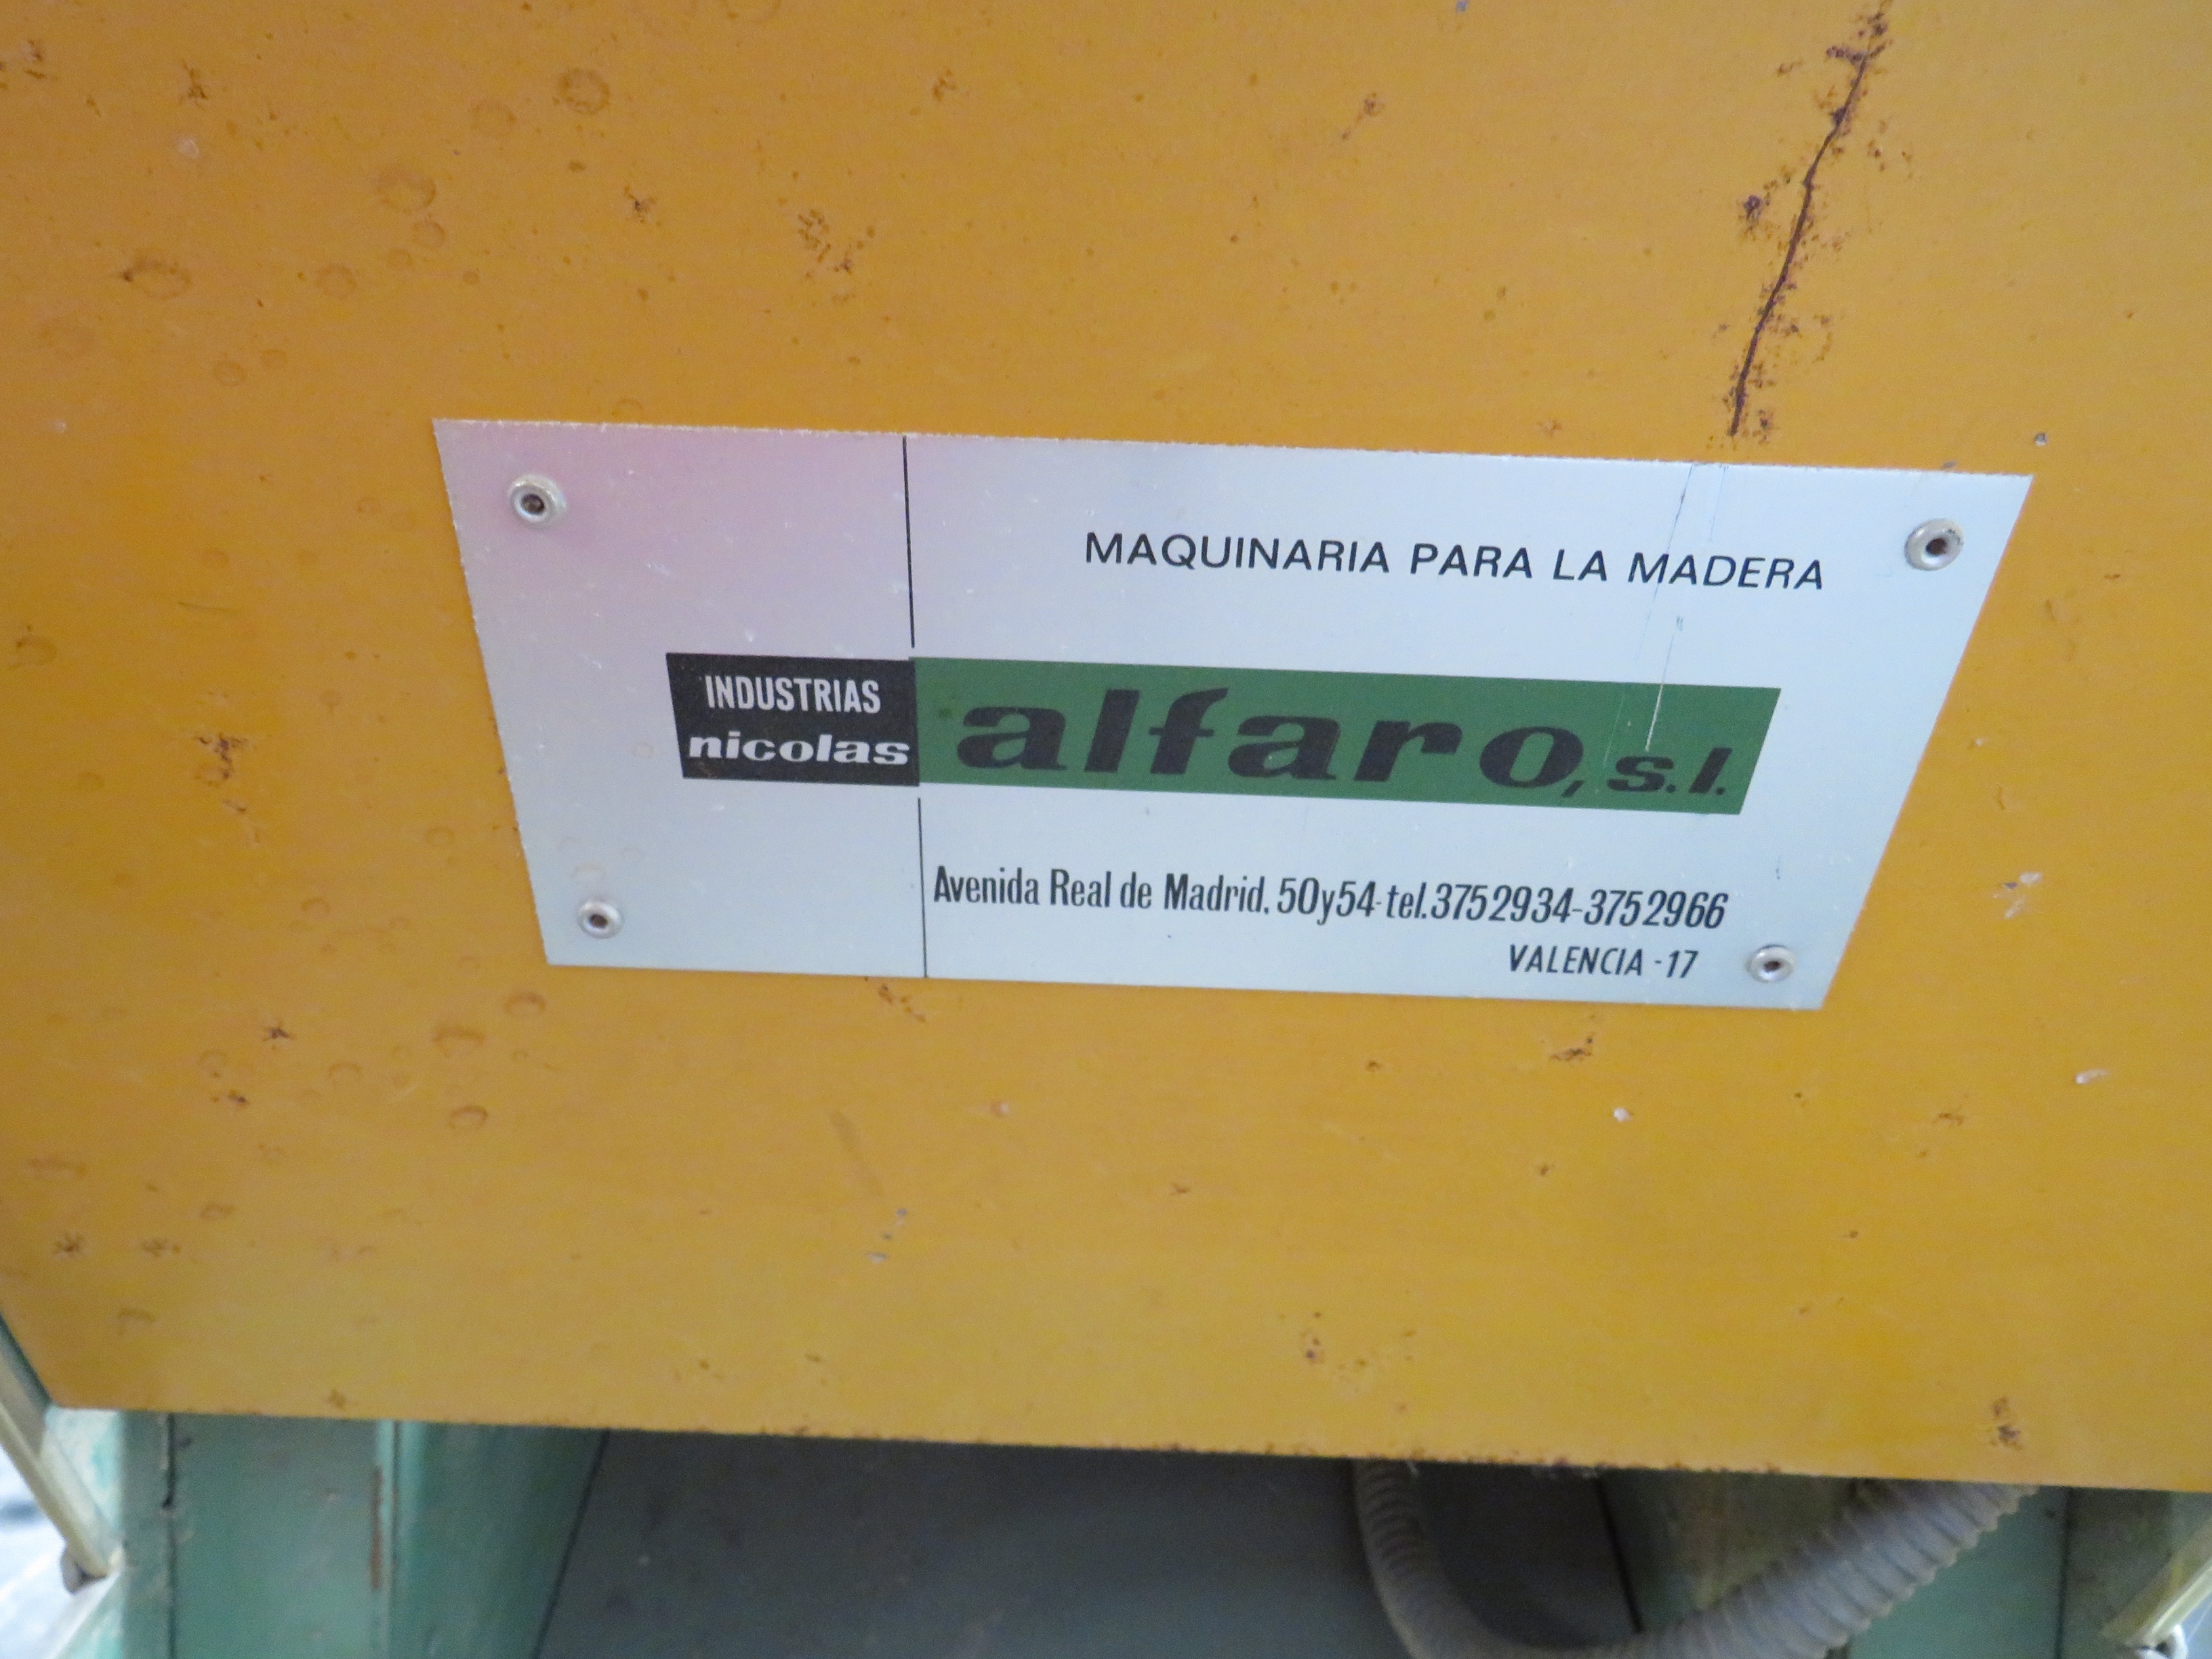 MAQUINARIA PARA LA MADERA
INDUSTRIAS
nicolas
alfaro, s.l.
Avenida Real de Madrid. 50y54-tel.3752934-3752966
VALENCIA -17